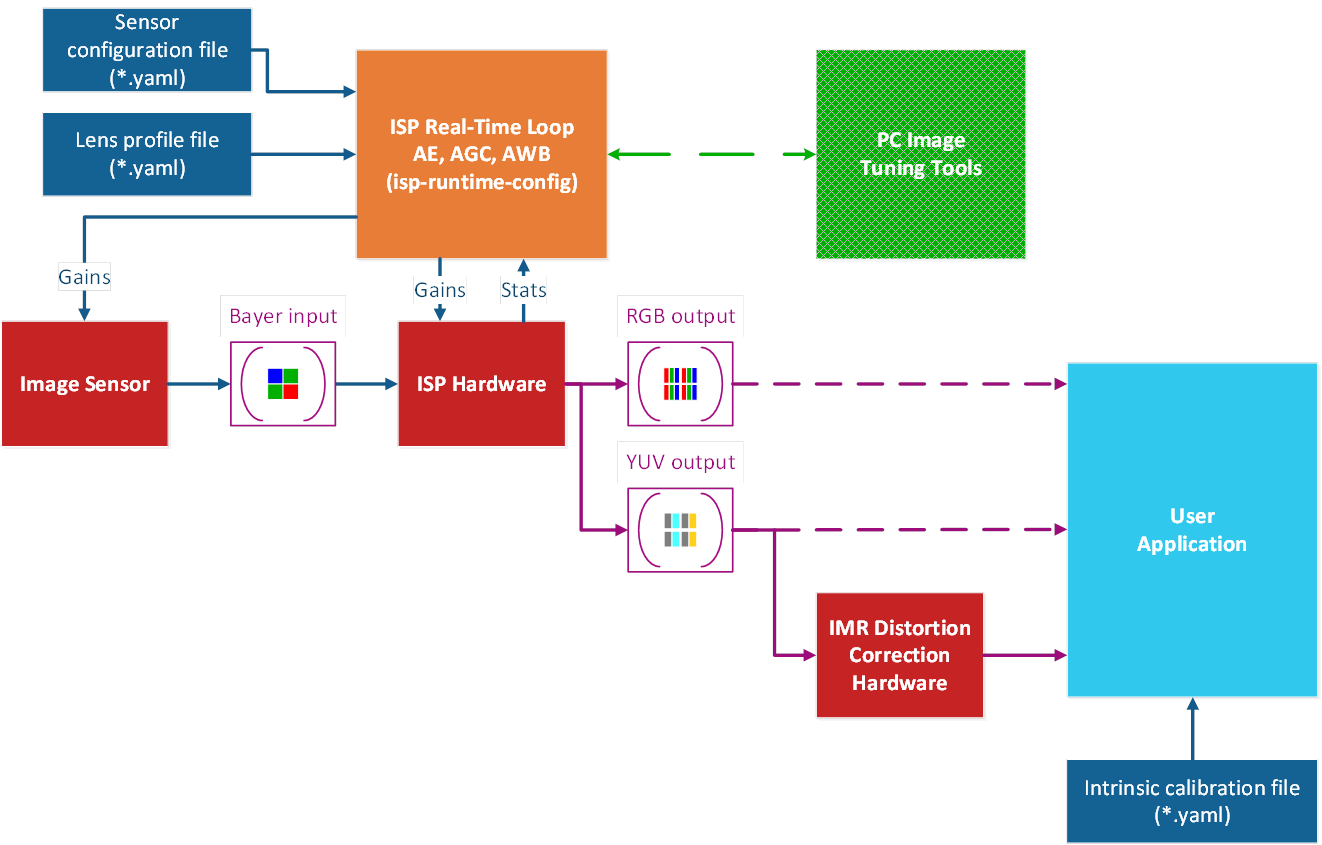 Sensor
configuration file
(*.yaml)
Lens profile file
(*.yaml)
ISP Real-Time Loop
AE, AGC, AWB
(isp-runtime-config)
PC Image
Tuning Tools
Gains
Gains
Stats
Bayer input
RGB output
Image Sensor
ISP Hardware
YUV output
User
Application
IMR Distortion
Correction
Hardware
Intrinsic calibration file
(*.yaml)